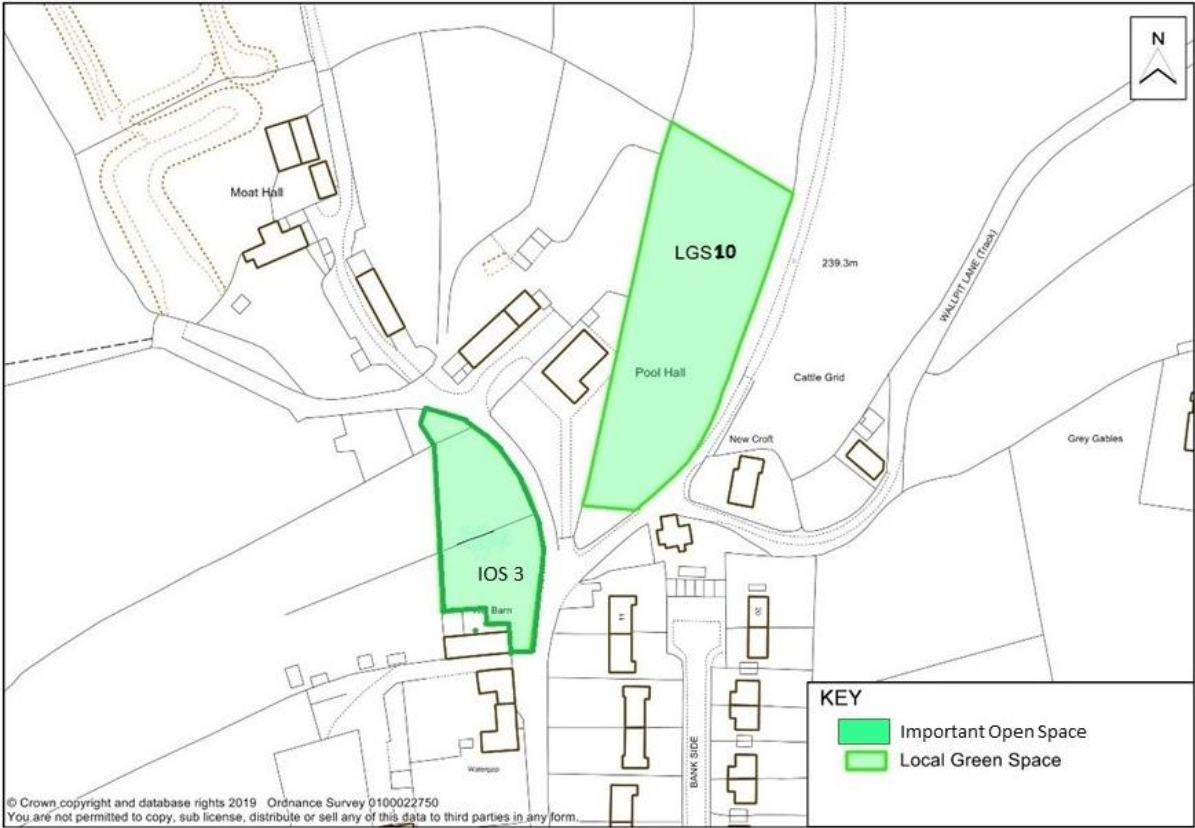 N
Moat Hall
LGS10
239.3m
WALLPIT LANE (Track)
Pool Hall
Cattle Grid
New Croft
Grey Gables
IOS 3
Barn
11
20
BANK SIDE
Watergap
KEY
Important Open Space
Local Green Space
© Crown copyright and database rights 2019 Ordnance Survey 0100022750
You are not permitted to copy, sub license, distribute or sell any of this data to third parties in any form.